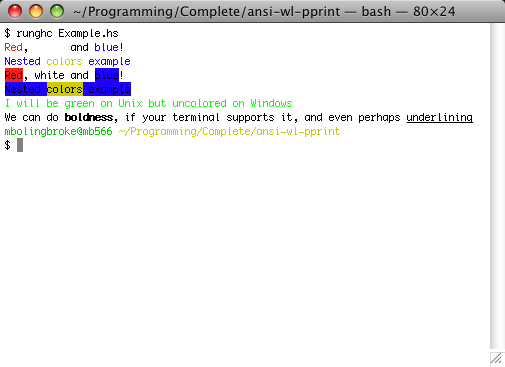 ~/Programming/Complete/ansi-wl-pprint — bash — 80×24
$ runghc Example.hs
Red,      and blue!
Nested colors example
Red, white and blue!
Nested colors example
I will be green on Unix but uncolored on Windows
We can do boldness, if your terminal supports it, and even perhaps underlining
mbolingbroke@mb566 ~/Programming/Complete/ansi-wl-pprint
$